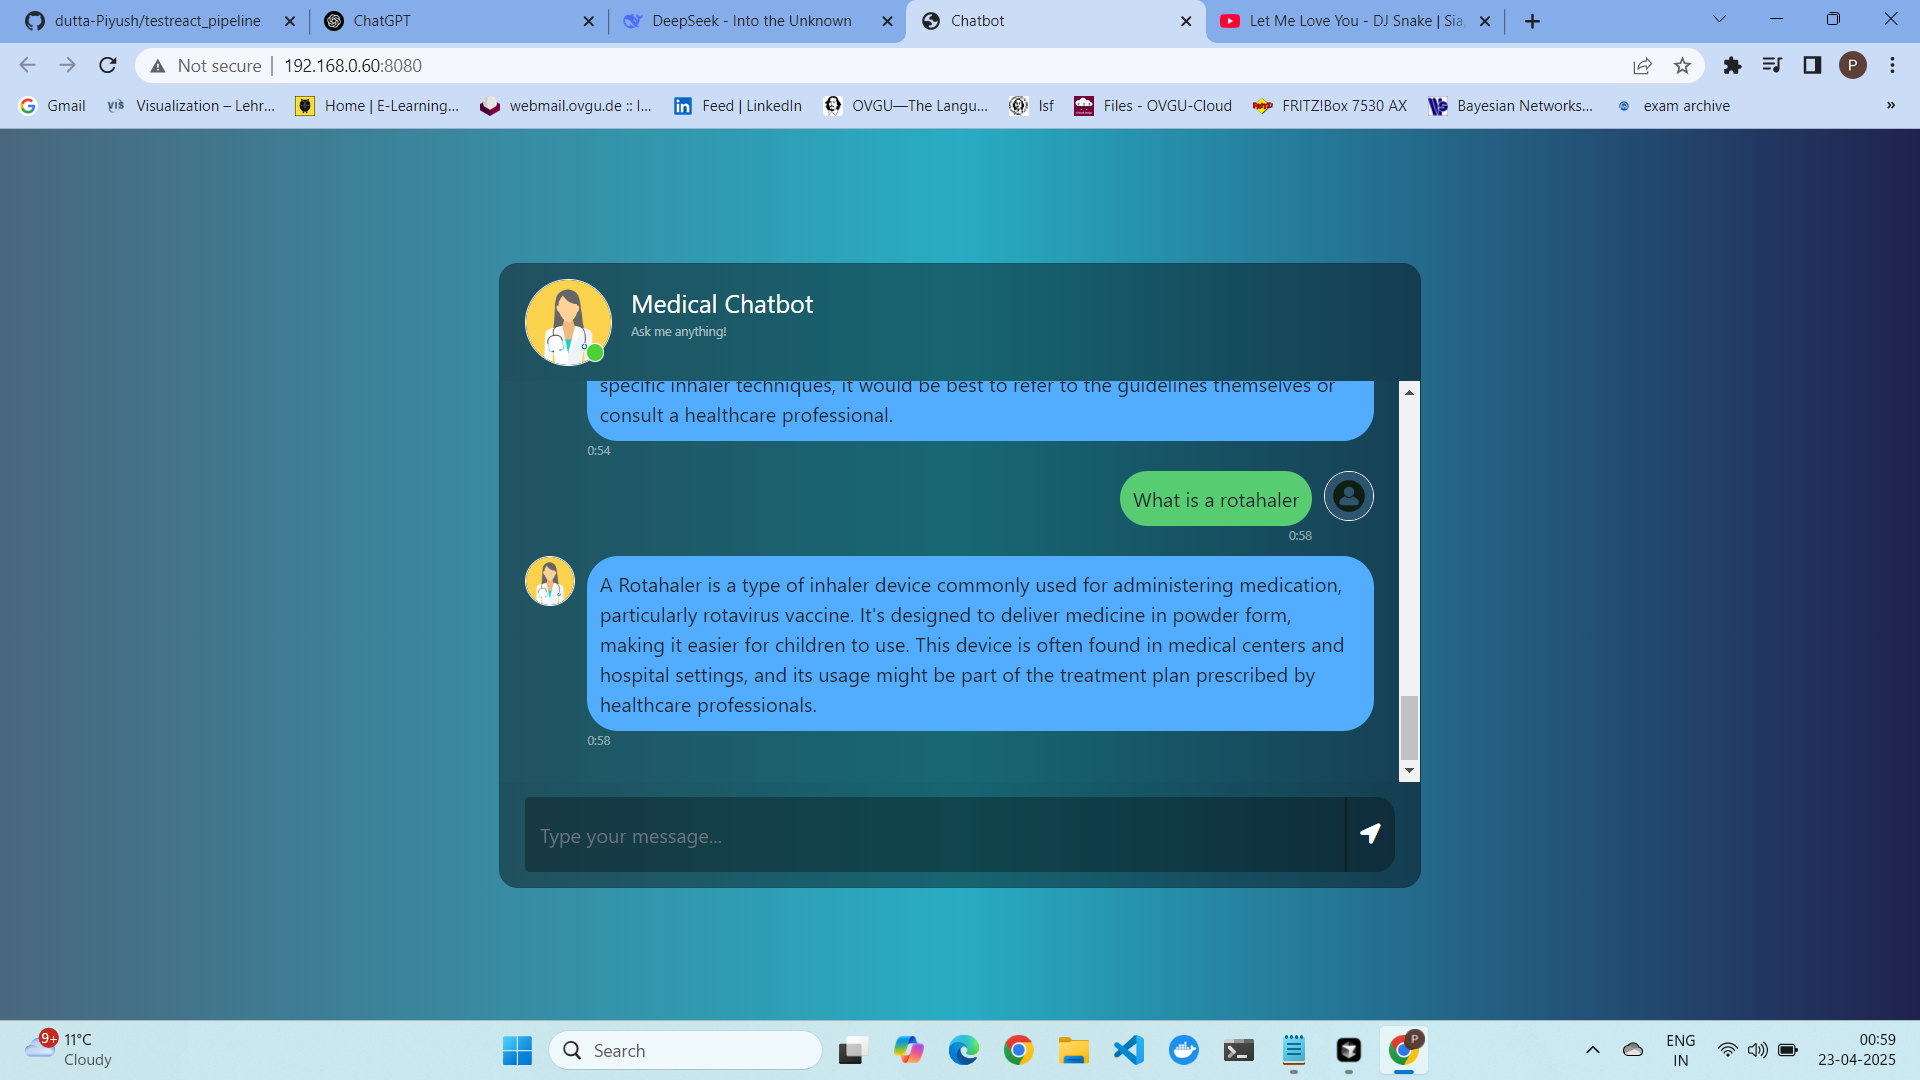 dutta-Piyush/testreact_pipeline
ChatGPT
DeepSeek - Into the Unknown
Chatbot
Let Me Love You - DJ Snake | Sia,
Not secure
192.168.0.60:8080
P
Gmail
Visualization – Lehr...
Home | E-Learning...
webmail.ovgu.de :: I...
Feed | LinkedIn
OVGU—The Langu...
lsf
Files - OVGU-Cloud
FRITZ!Box 7530 AX
Bayesian Networks...
exam archive
»
Medical Chatbot
Ask me anything!
specific inhaler techniques, it would be best to refer to the guidelines themselves or
consult a healthcare professional.
0:54
What is a rotahaler
0:58
A Rotahaler is a type of inhaler device commonly used for administering medication,
particularly rotavirus vaccine. It's designed to deliver medicine in powder form,
making it easier for children to use. This device is often found in medical centers and
hospital settings, and its usage might be part of the treatment plan prescribed by
healthcare professionals.
0:58
Type your message...
9+
11°C
Cloudy
Search
P
ENG
IN
00:59
23-04-2025